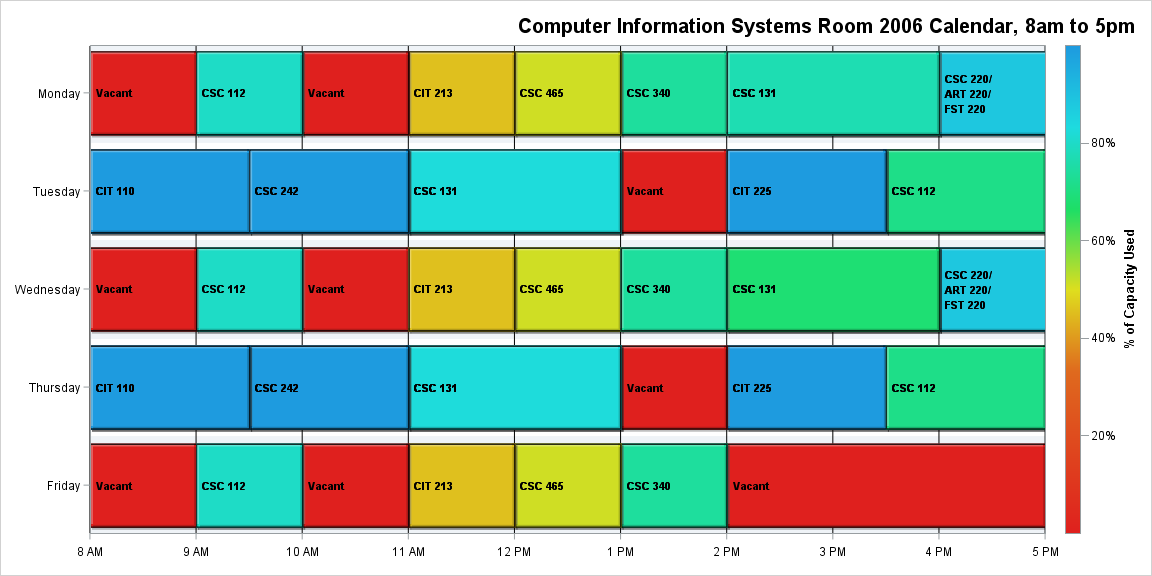 Computer Information Systems Room 2006 Calendar, 8am to 5pm
Monday
Vacant
CSC 112
Vacant
CIT 213
CSC 465
CSC 340
CSC 131
CSC 220/
ART 220/
FST 220
Tuesday
CIT 110
CSC 242
CSC 131
Vacant
CIT 225
CSC 112
Wednesday
Vacant
CSC 112
Vacant
CIT 213
CSC 465
CSC 340
CSC 131
CSC 220/
ART 220/
FST 220
Thursday
CIT 110
CSC 242
CSC 131
Vacant
CIT 225
CSC 112
Friday
Vacant
CSC 112
Vacant
CIT 213
CSC 465
CSC 340
Vacant
8 AM
9 AM
10 AM
11 AM
12 PM
1 PM
2 PM
3 PM
4 PM
5 PM
80%
60%
40%
20%
% of Capacity Used